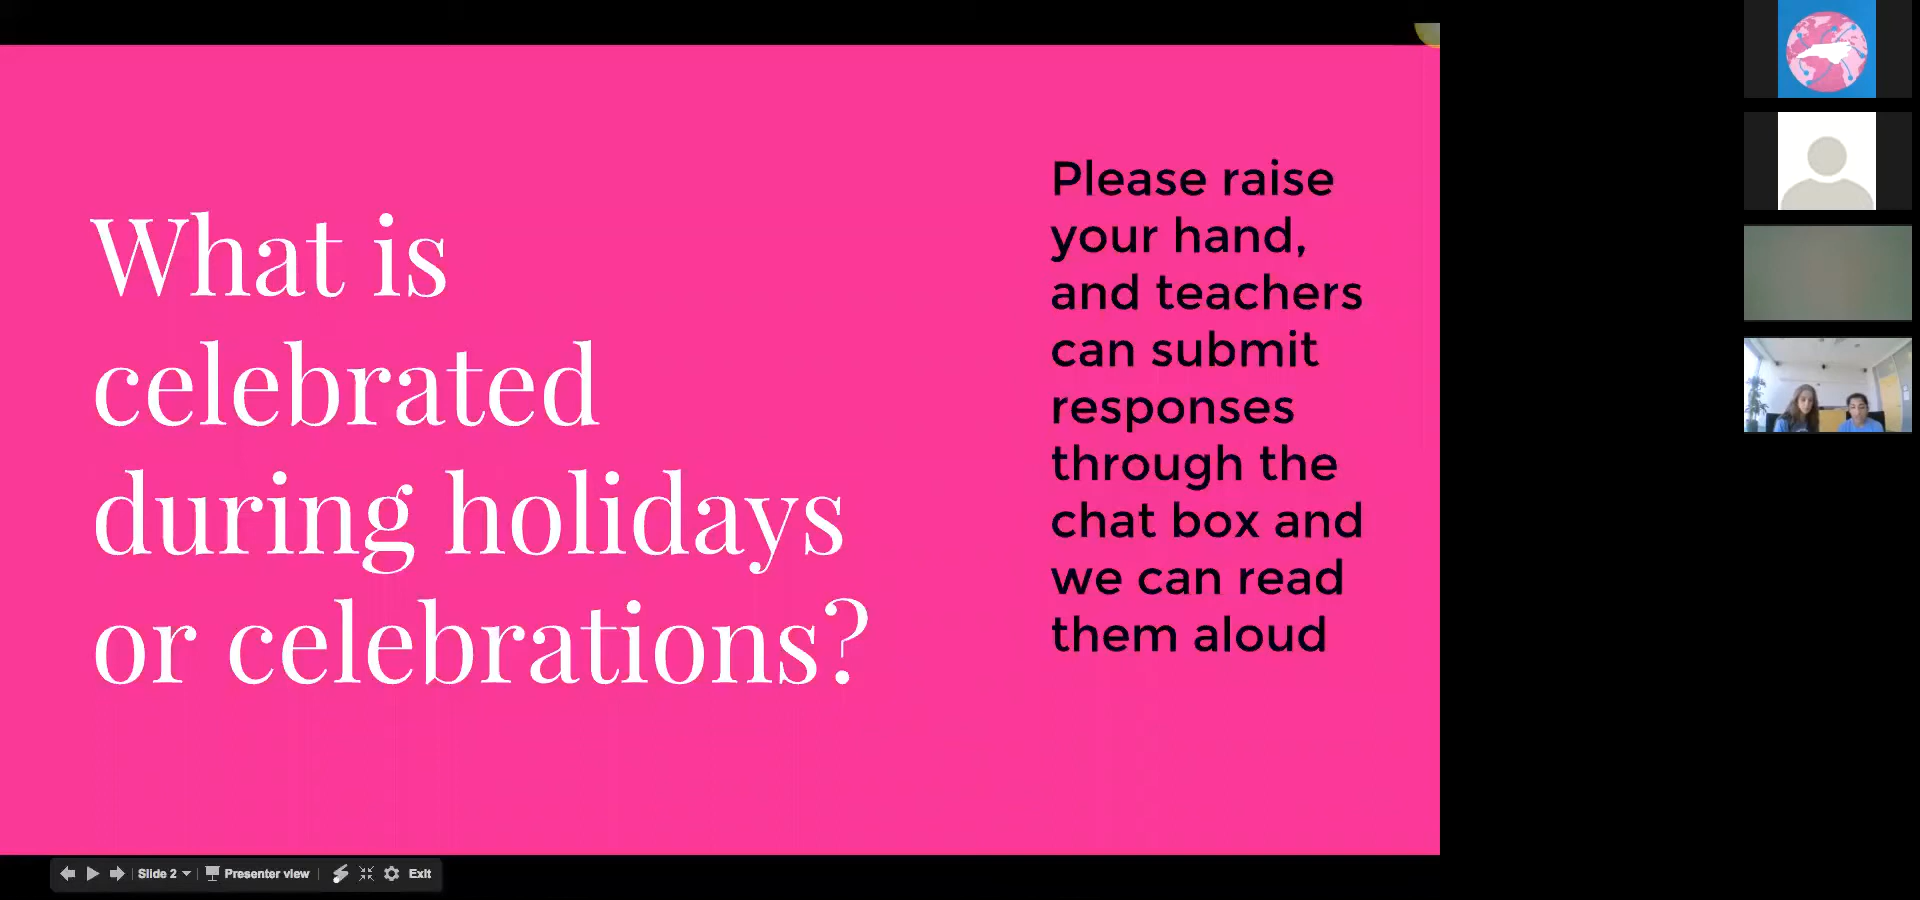 What is
celebrated
during holidays
or celebrations?
Please raise
your hand,
and teachers
can submit
responses
through the
chat box and
we can read
them aloud
Slide 2
Presenter view
Exit